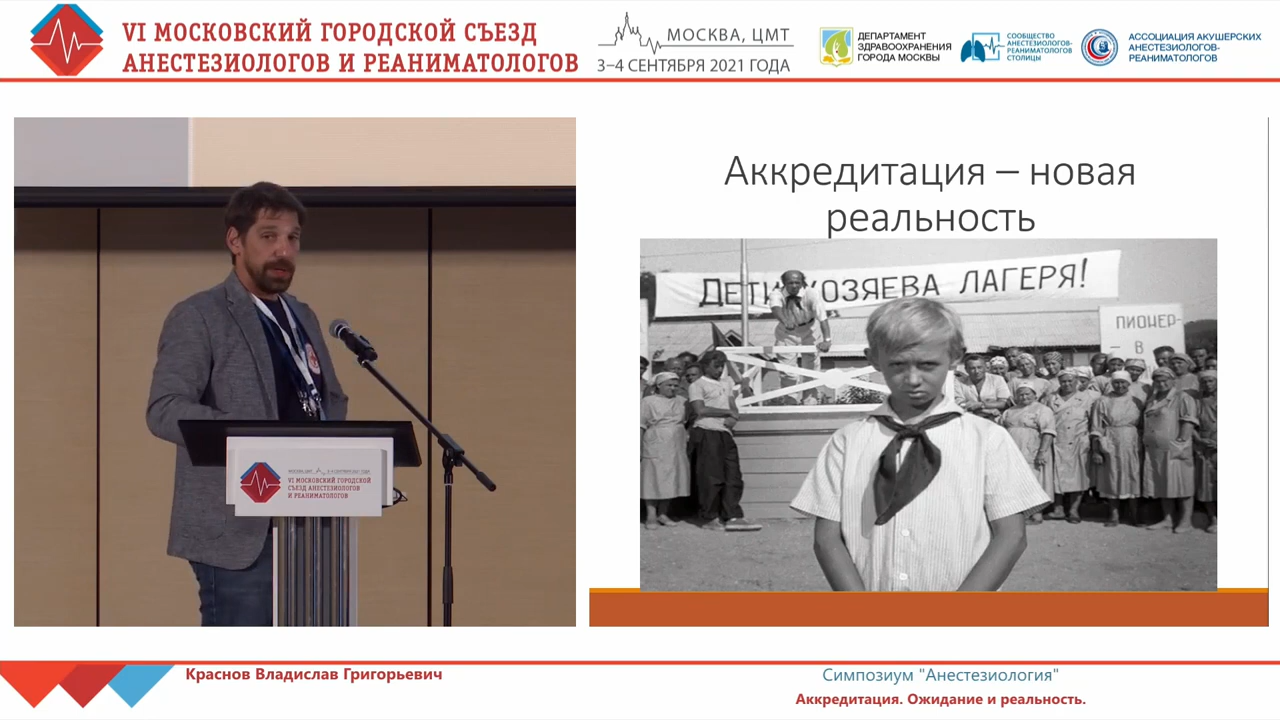 VI МОСКОВСКИЙ ГОРОДСКОЙ СЪЕЗД
АНЕСТЕЗИОЛОГОВ И РЕАНИМАТОЛОГОВ
МОСКВА, ЦМТ
3–4 СЕНТЯБРЯ 2021 ГОДА
ДЕПАРТАМЕНТ
ЗДРАВООХРАНЕНИЯ
ГОРОДА МОСКВЫ
СООБЩЕСТВО
АНЕСТЕЗИОЛОГОВ-
РЕАНИМАТОЛОГОВ
СТОЛИЦЫ
АССОЦИАЦИЯ АКУШЕРСКИХ
АНЕСТЕЗИОЛОГОВ-
РЕАНИМАТОЛОГОВ
Аккредитация – новая
реальность
ДЕТИ ХОЗЯЕВА ЛАГЕРЯ!
ПИОНЕР-
– В
VI МОСКОВСКИЙ ГОРОДСКОЙ
СЪЕЗД АНЕСТЕЗИОЛОГОВ
И РЕАНИМАТОЛОГОВ
Краснов Владислав Григорьевич
Симпозиум "Анестезиология"
Аккредитация. Ожидание и реальность.